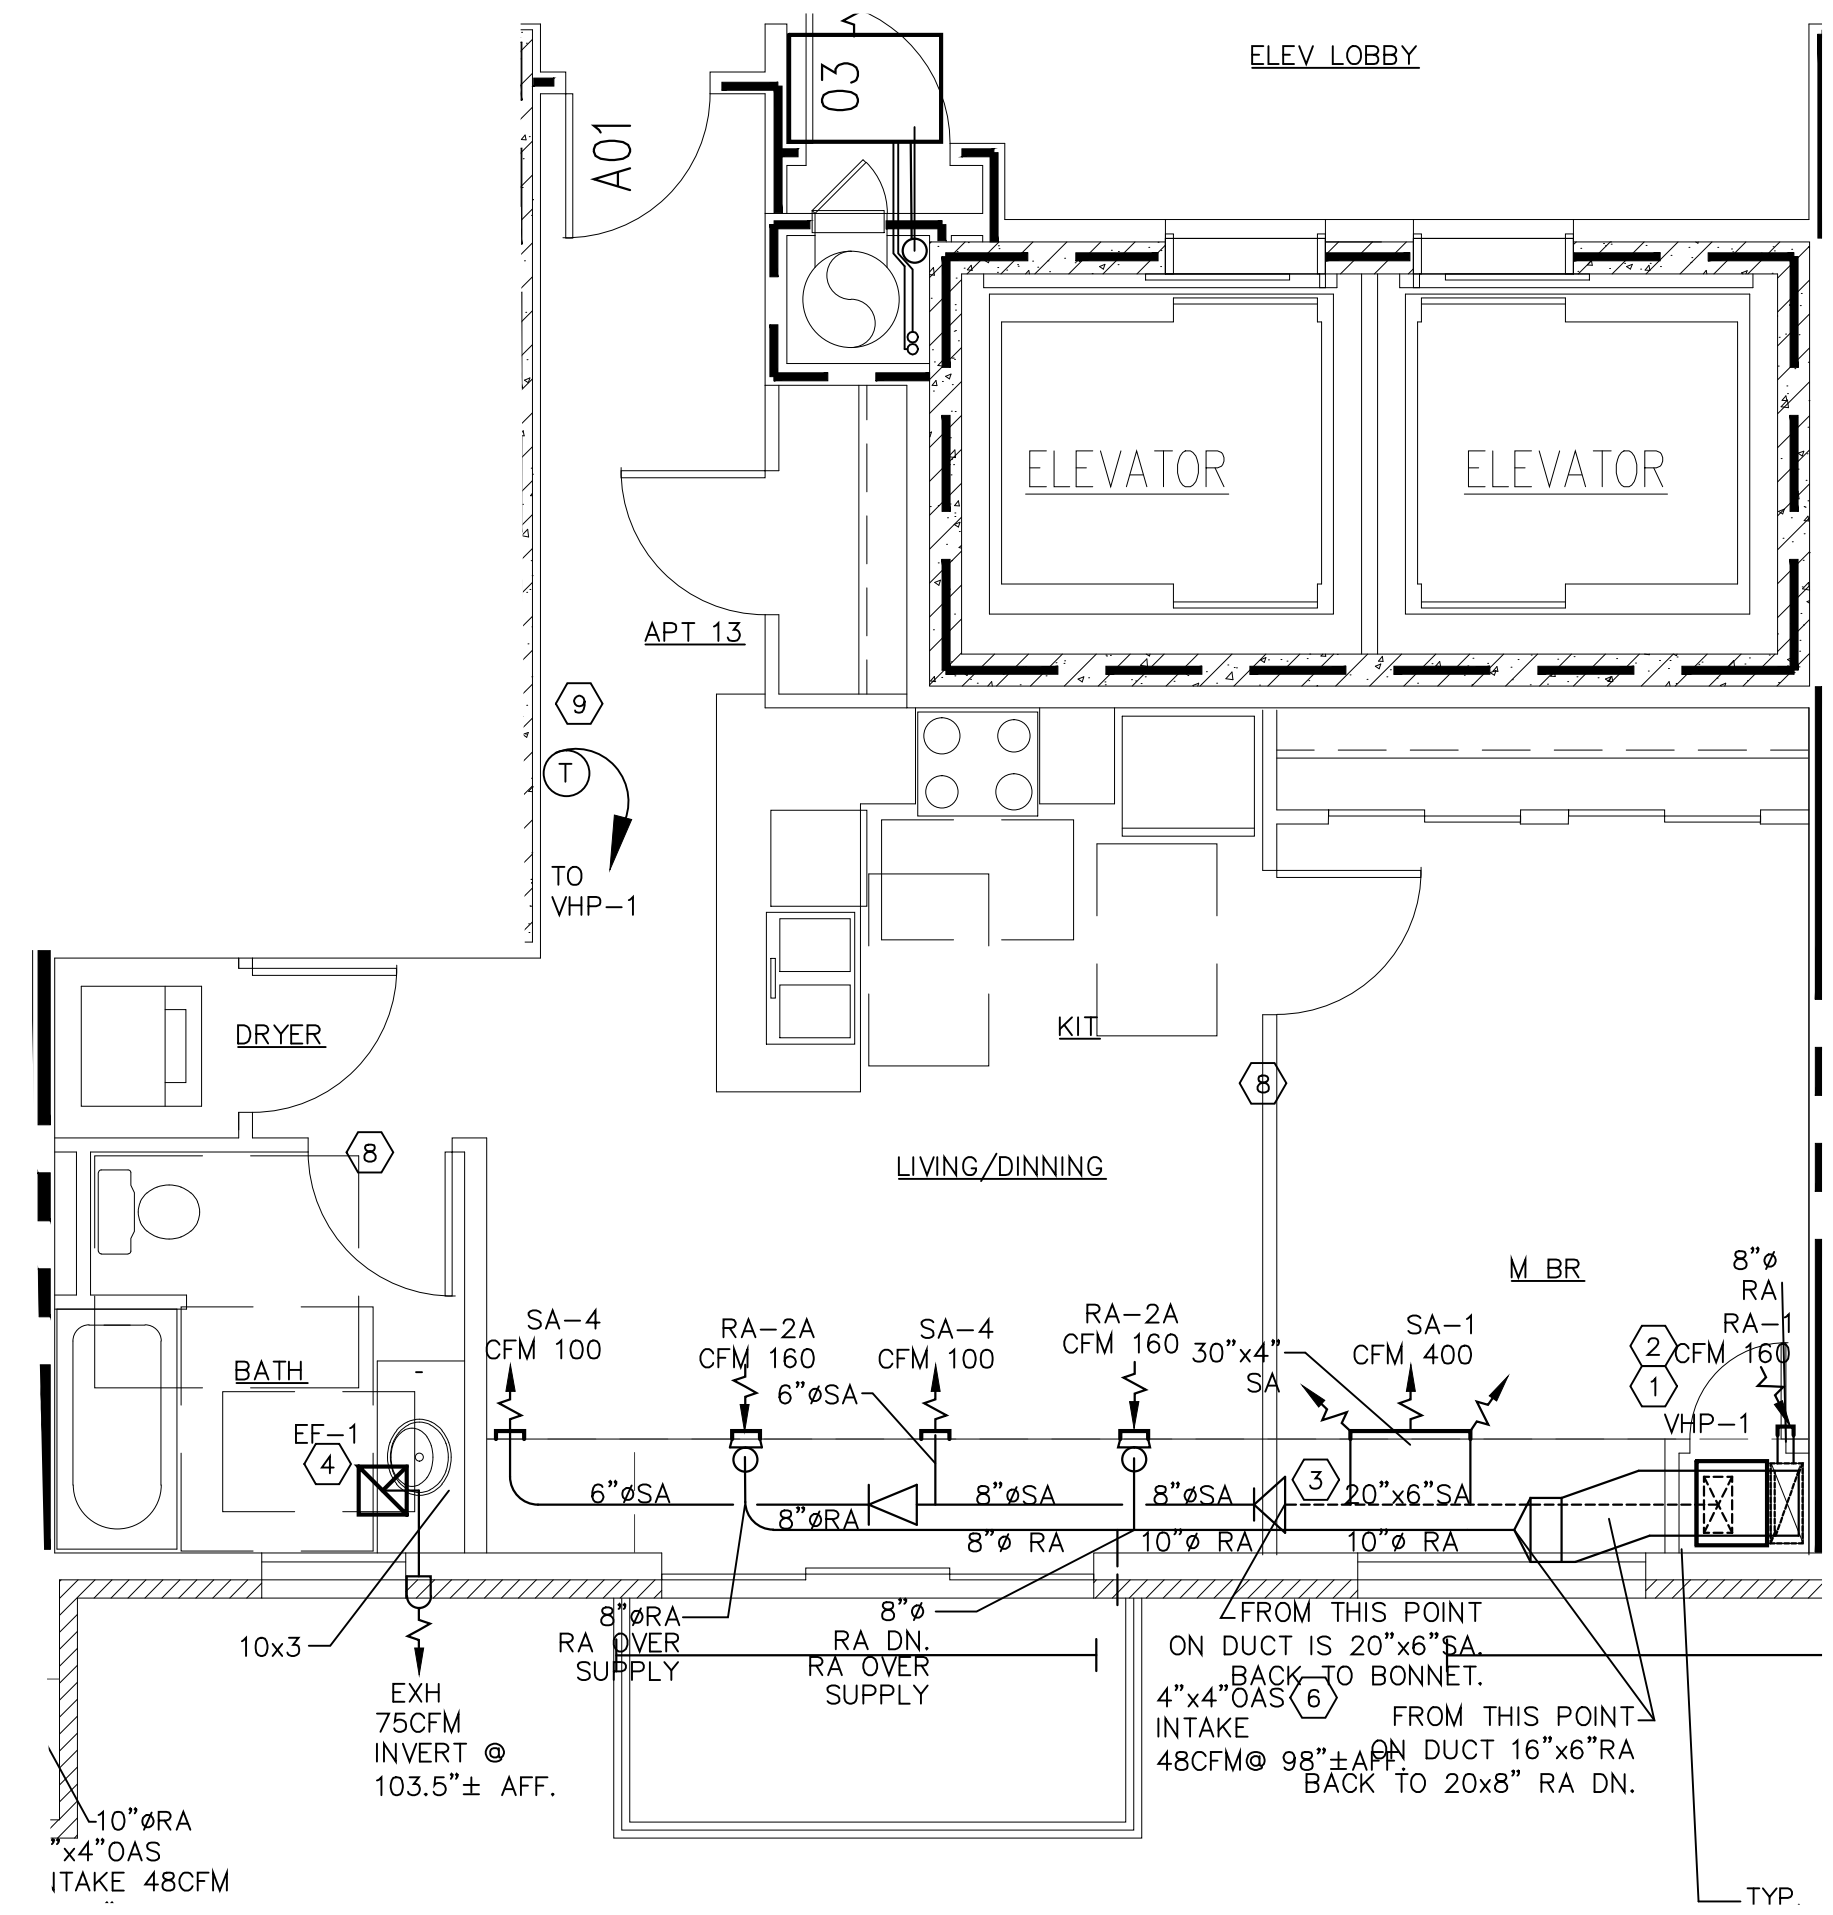 ELEV LOBBY
03
A01
ELEVATOR
ELEVATOR
APT 13
9
T
TO
VHP-1
DRYER
KIT
8
8
LIVING/DINNING
M BR
8"ø
RA
SA-4
CFM 100
RA-2A
CFM 160
SA-4
CFM 100
RA-2A
CFM 160
30"x4"
SA
SA-1
CFM 400
2
1
RA-1
CFM 160
BATH
6"øSA
VHP-1
EF-1
4
3
6"øSA
8"øRA
8"øSA
8"øSA
20"x6"SA
8"ø RA
10"ø RA
10"ø RA
10x3
8"øRA
RA OVER
SUPPLY
8"ø
RA DN.
RA OVER
SUPPLY
FROM THIS POINT
ON DUCT IS 20"x6"SA.
BACK TO BONNET.
4"x4"OAS
INTAKE
48CFM@ 98"±AFF.
6
FROM THIS POINT
ON DUCT 16"x6"RA
BACK TO 20x8" RA DN.
EXH
75CFM
INVERT @
103.5"± AFF.
10"øRA
"x4"OAS
ITAKE 48CFM
TYP.